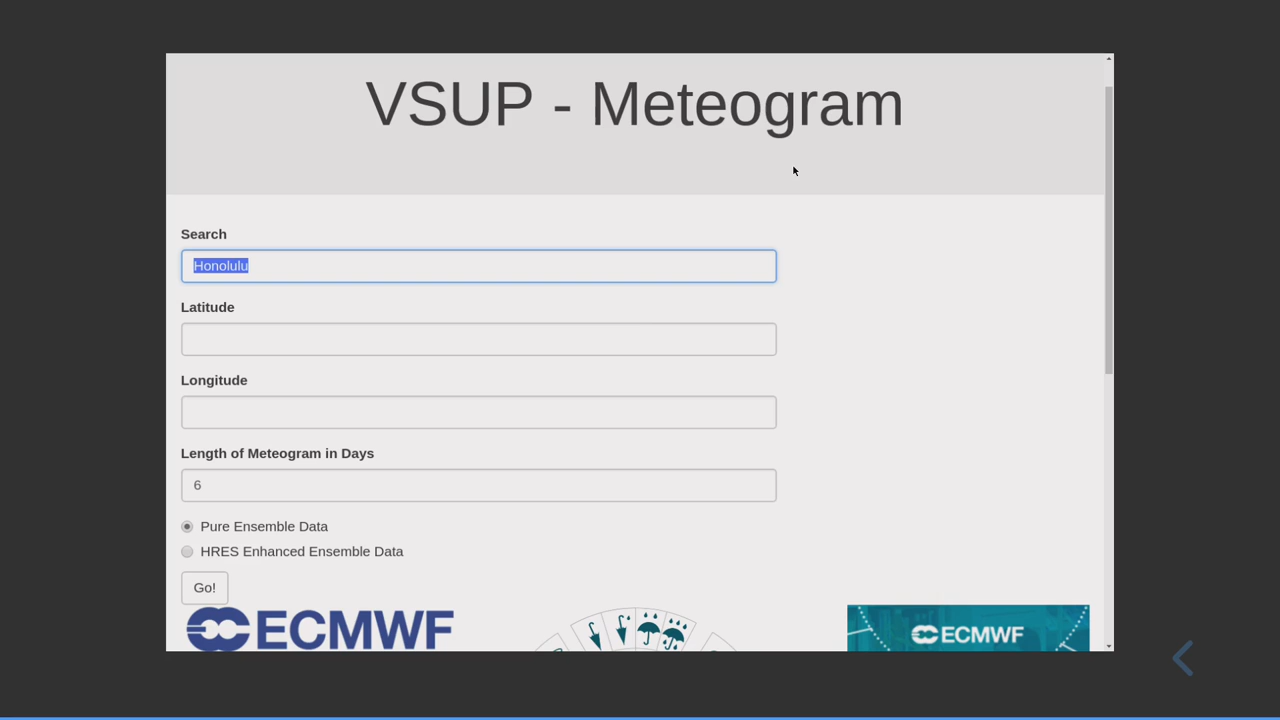 VSUP - Meteogram
Search
Honolulu
Latitude
Longitude
Length of Meteogram in Days
6
Pure Ensemble Data
HRES Enhanced Ensemble Data
Go!
ECMWF
ECMWF